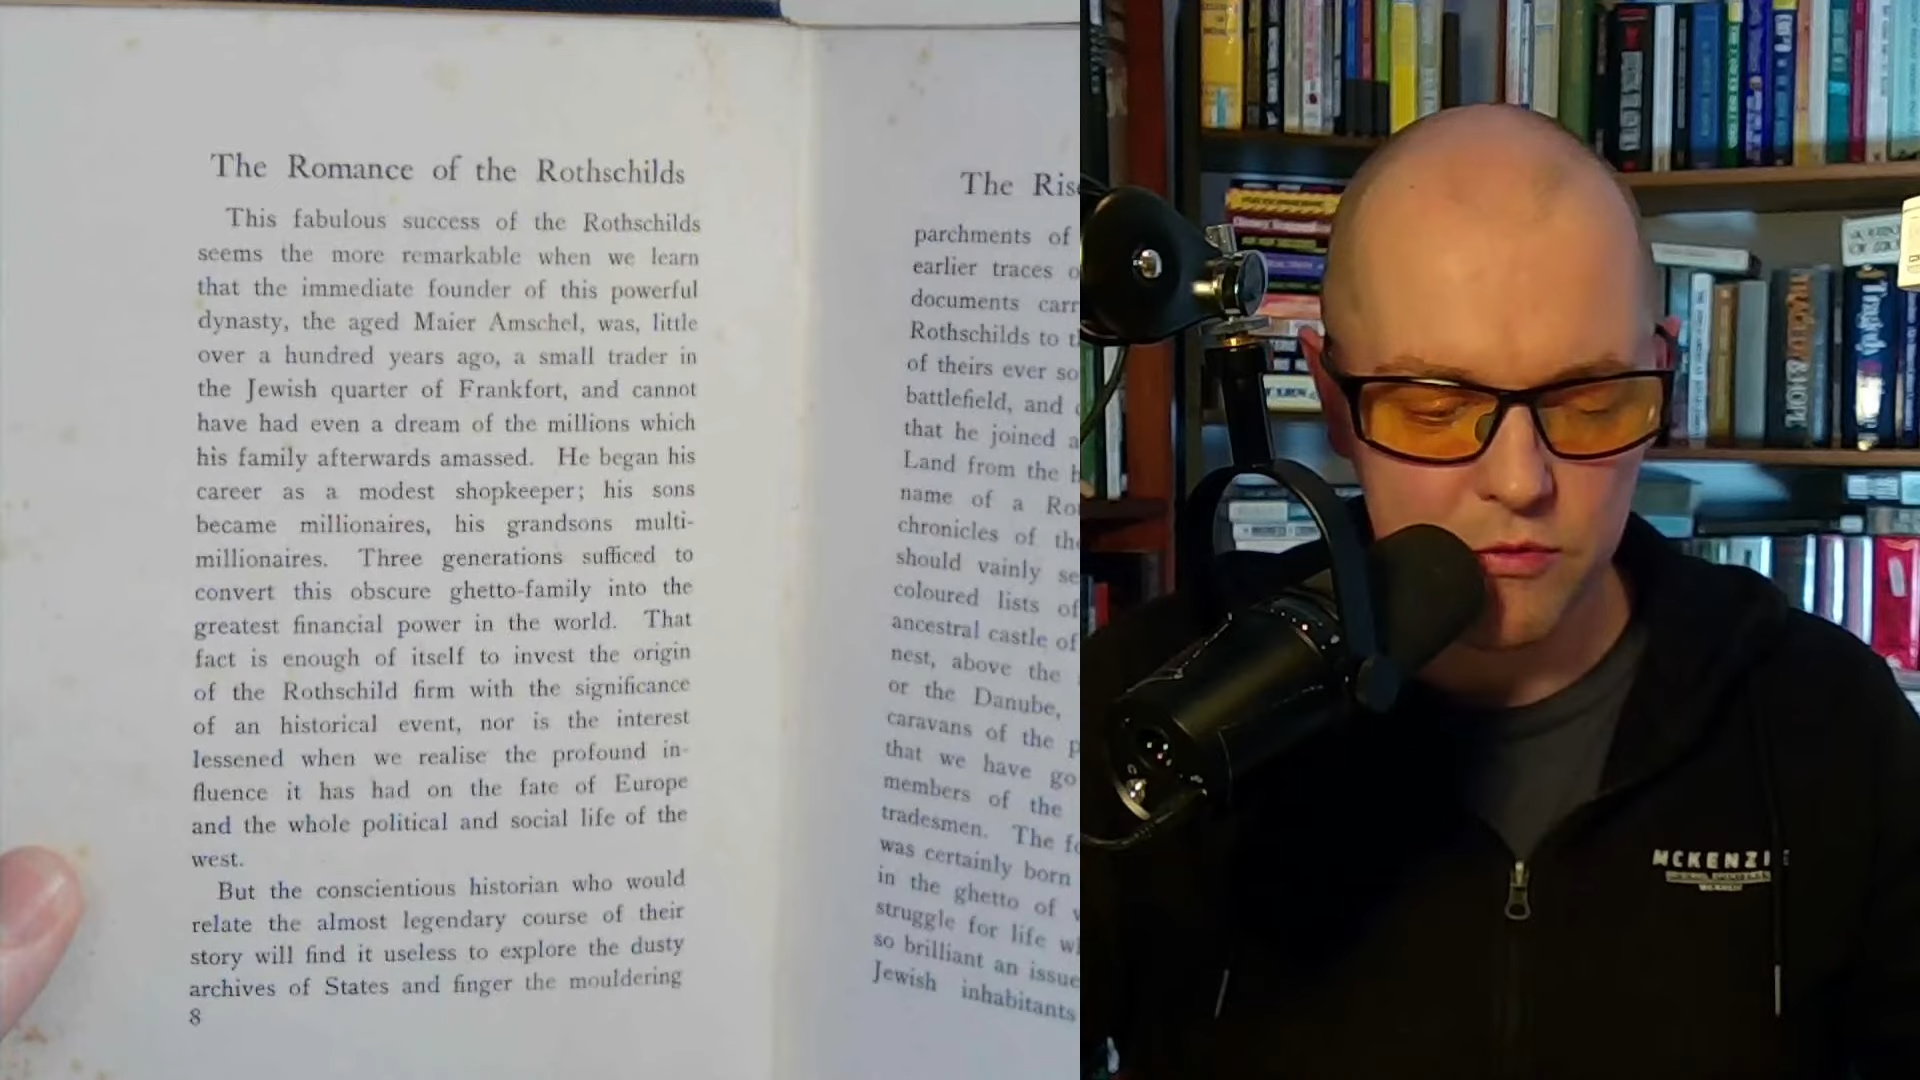 The Romance of the Rothschilds
This fabulous success of the Rothschilds
seems the more remarkable when we learn
that the immediate founder of this powerful
dynasty, the aged Maier Amschel, was, little
over a hundred years ago, a small trader in
the Jewish quarter of Frankfort, and cannot
have had even a dream of the millions which
his family afterwards amassed. He began his
career as a modest shopkeeper; his sons
became millionaires, his grandsons multi-
millionaires. Three generations sufficed to
convert this obscure ghetto-family into the
greatest financial power in the world. That
fact is enough of itself to invest the origin
of the Rothschild firm with the significance
of an historical event, nor is the interest
lessened when we realise the profound in-
fluence it has had on the fate of Europe
and the whole political and social life of the
west.
But the conscientious historian who would
relate the almost legendary course of their
story will find it useless to explore the dusty
archives of States and finger the mouldering
8
The Rise
parchments of
earlier traces
documents carr
Rothschilds to
of theirs ever so
battlefield, and
that he joined a
Land from the
name of a Ro
chronicles of the
should vainly se
coloured lists of
ancestral castle of
nest, above the
or the Danube,
caravans of the p
that we have go
members of the
tradesmen. The fo
was certainly born
in the ghetto of
struggle for life w
so brilliant an issue
Jewish inhabitants
MCKENZI